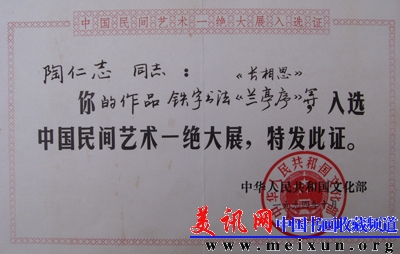 中国民间艺术一绝大展入选证
陶仁志 同志：
《长相思》
你的作品 铁字书法《兰亭序》等，入选
中国民间艺术一绝大展，特发此证。
中华人民共和国文化部
美讯网 中国书画收藏频道
www.meixun.org